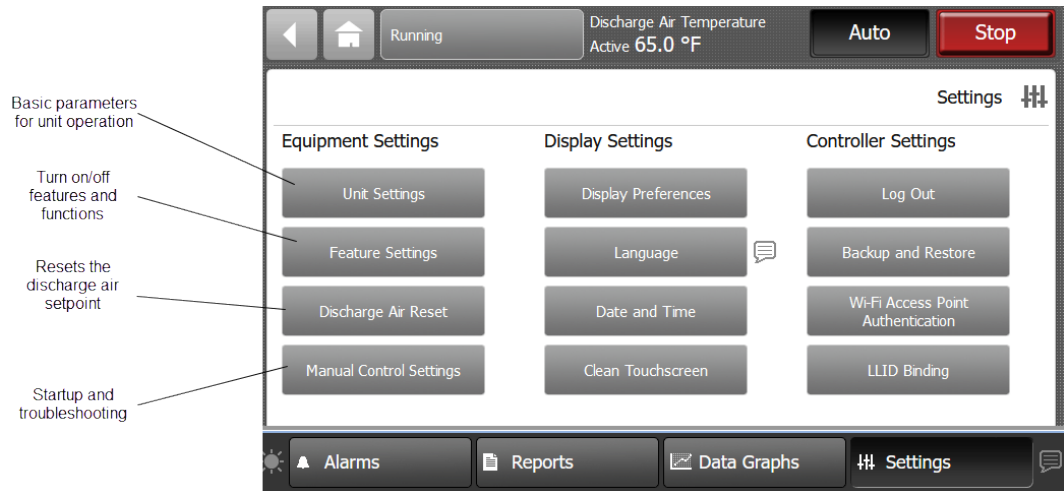 Running
Discharge Air Temperature
Active 65.0 °F
Auto
Stop
Settings
Basic parameters
for unit operation
Turn on/off
features and
functions
Resets the
discharge air
setpoint
Startup and
troubleshooting
Equipment Settings
Unit Settings
Feature Settings
Discharge Air Reset
Manual Control Settings
Display Settings
Display Preferences
Language
Date and Time
Clean Touchscreen
Controller Settings
Log Out
Backup and Restore
Wi-Fi Access Point
Authentication
LLID Binding
Alarms
Reports
Data Graphs
Settings